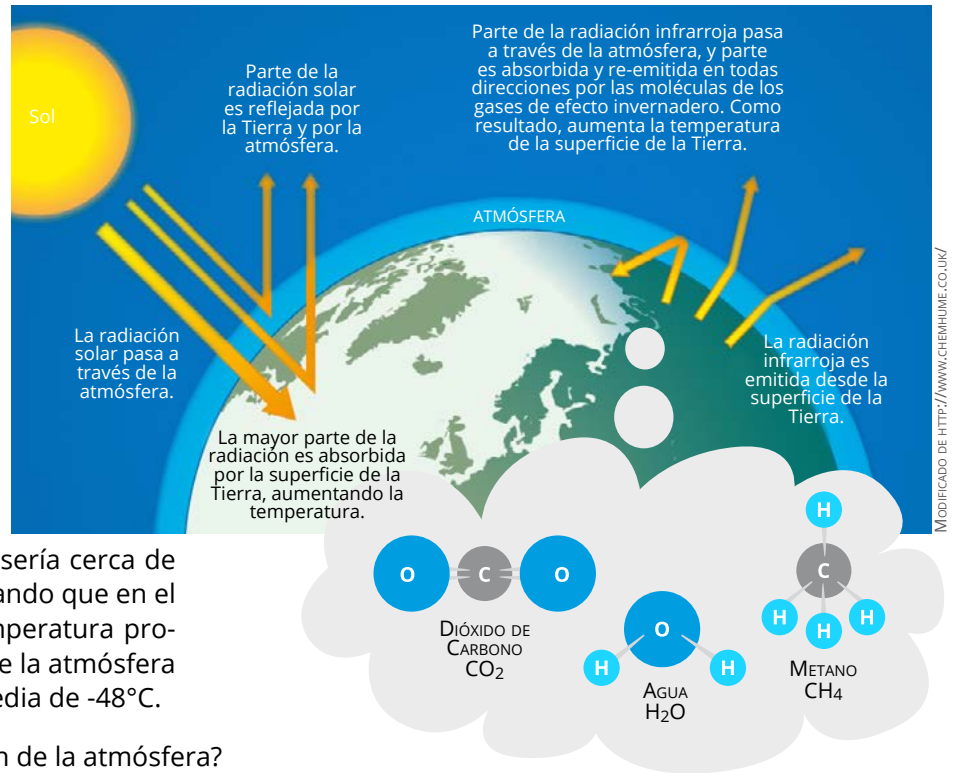 Sol
Parte de la
radiación solar
es reflejada por
la Tierra y por la
atmósfera.
Parte de la radiación infrarroja pasa
a través de la atmósfera, y parte
es absorbida y re-emitida en todas
direcciones por las moléculas de los
gases de efecto invernadero. Como
resultado, aumenta la temperatura
de la superficie de la Tierra.
ATMÓSFERA
La radiación
solar pasa a
través de la
atmósfera.
La mayor parte de la
radiación es absorbida
por la superficie de la
Tierra, aumentando la
temperatura.
La radiación
infrarroja es
emitida desde la
superficie de la
Tierra.
MODIFICADO DE HTTP://WWW.CHEMHUME.CO.UK/
O C O
DIÓXIDO DE
CARBONO
CO2
O
H H
AGUA
H2O
H
C
H H H
METANO
CH4
sería cerca de
ando que en el
mperatura pro-
e la atmósfera
edia de -48°C.
n de la atmósfera?